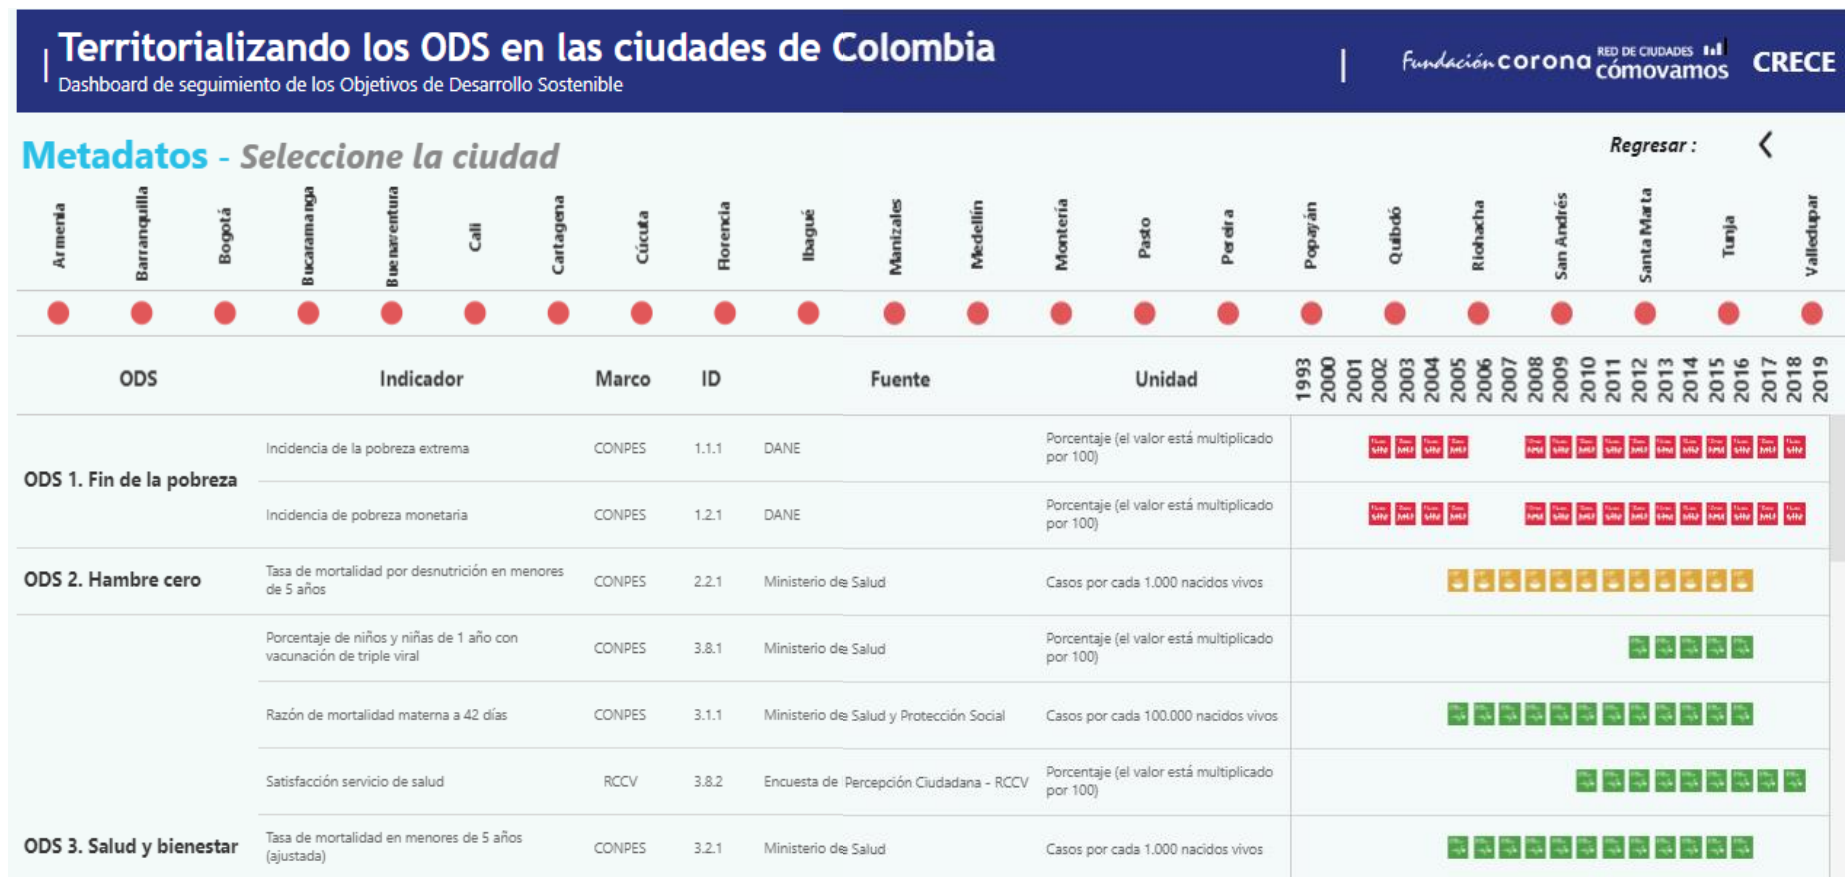 Territorializando los ODS en las ciudades de Colombia
Dashboard de seguimiento de los Objetivos de Desarrollo Sostenible
Fundación corona
RED DE CIUDADES
cómovamos
CRECE
Metadatos - Seleccione la ciudad
Regresar :
Armenia
Barranquilla
Bogotá
Bucaramanga
Buenaventura
Cali
Cartagena
Cúcuta
Florencia
Ibagué
Manizales
Medellín
Montería
Pasto
Pereira
Popayán
Quibdó
Riohacha
San Andrés
Santa Marta
Tunja
Valledupar
ODS Indicador Marco ID Fuente Unidad
1993
2000
2001
2002
2003
2004
2005
2006
2007
2008
2009
2010
2011
2012
2013
2014
2015
2016
2017
2018
2019
ODS 1. Fin de la pobreza
Incidencia de la pobreza extrema CONPES 1.1.1 DANE
Porcentaje (el valor está multiplicado
por 100)
Incidencia de pobreza monetaria CONPES 1.2.1 DANE
Porcentaje (el valor está multiplicado
por 100)
ODS 2. Hambre cero
Tasa de mortalidad por desnutrición en menores
de 5 años
CONPES 2.2.1 Ministerio de Salud Casos por cada 1.000 nacidos vivos
Porcentaje de niños y niñas de 1 año con
vacunación de triple viral
CONPES 3.8.1 Ministerio de Salud
Porcentaje (el valor está multiplicado
por 100)
Razón de mortalidad materna a 42 días CONPES 3.1.1 Ministerio de Salud y Protección Social Casos por cada 100.000 nacidos vivos
Satisfacción servicio de salud RCCV 3.8.2 Encuesta de Percepción Ciudadana - RCCV
Porcentaje (el valor está multiplicado
por 100)
ODS 3. Salud y bienestar
Tasa de mortalidad en menores de 5 años
(ajustada)
CONPES 3.2.1 Ministerio de Salud Casos por cada 1.000 nacidos vivos